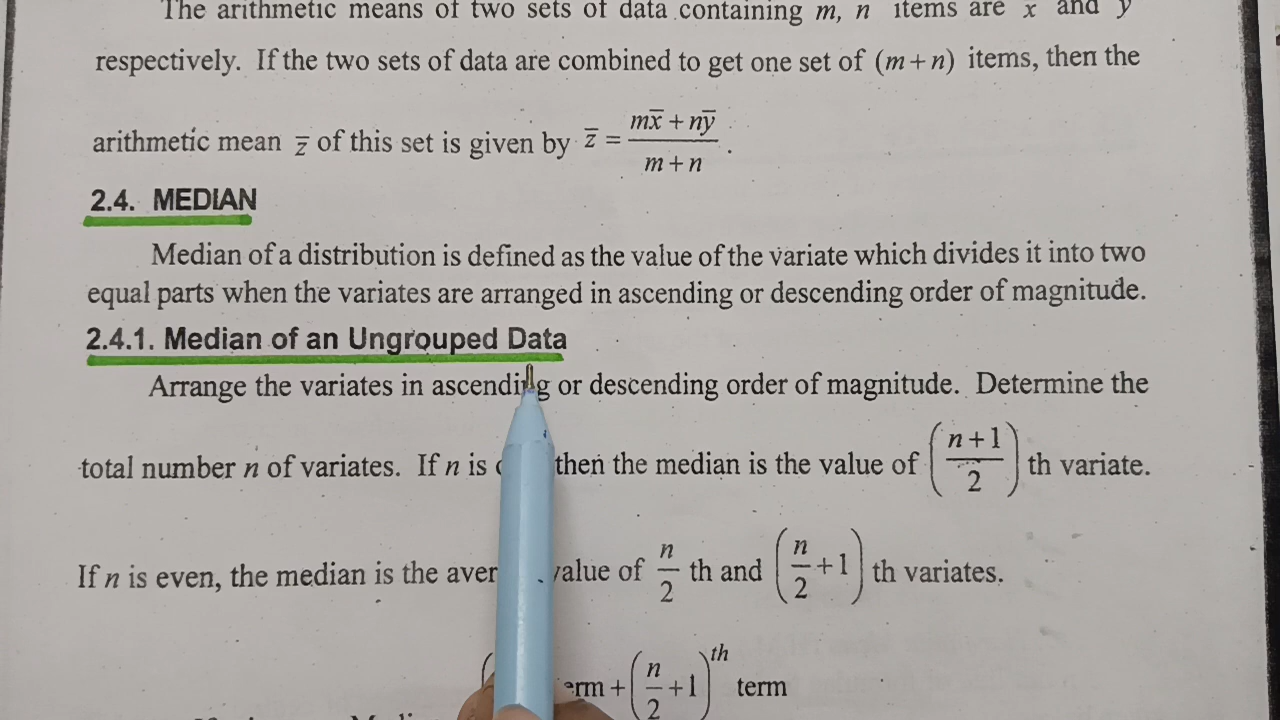 The arithmetic means of two sets of data containing m, n items are x and y
respectively. If the two sets of data are combined to get one set of (m+n) items, then the
arithmetic mean z̅ of this set is given by z̅ = (mx̅ + ny̅)/(m+n).
2.4. MEDIAN
Median of a distribution is defined as the value of the variate which divides it into two
equal parts when the variates are arranged in ascending or descending order of magnitude.
2.4.1. Median of an Ungrouped Data
Arrange the variates in ascending or descending order of magnitude. Determine the
total number n of variates. If n is then the median is the value of ((n+1)/2) th variate.
If n is even, the median is the value of n/2 th and (n/2 +1) th variates.
+ (n/2 +1)^th term